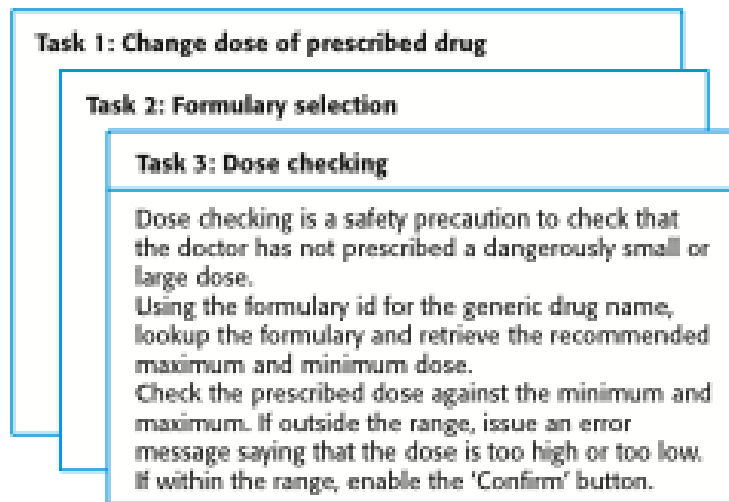 Task 1: Change dose of prescribed drug
Task 2: Formulary selection
Task 3: Dose checking
Dose checking is a safety precaution to check that
the doctor has not prescribed a dangerously small or
large dose.
Using the formulary id for the generic drug name,
lookup the formulary and retrieve the recommended
maximum and minimum dose.
Check the prescribed dose against the minimum and
maximum. If outside the range, issue an error
message saying that the dose is too high or too low.
If within the range, enable the ‘Confirm’ button.